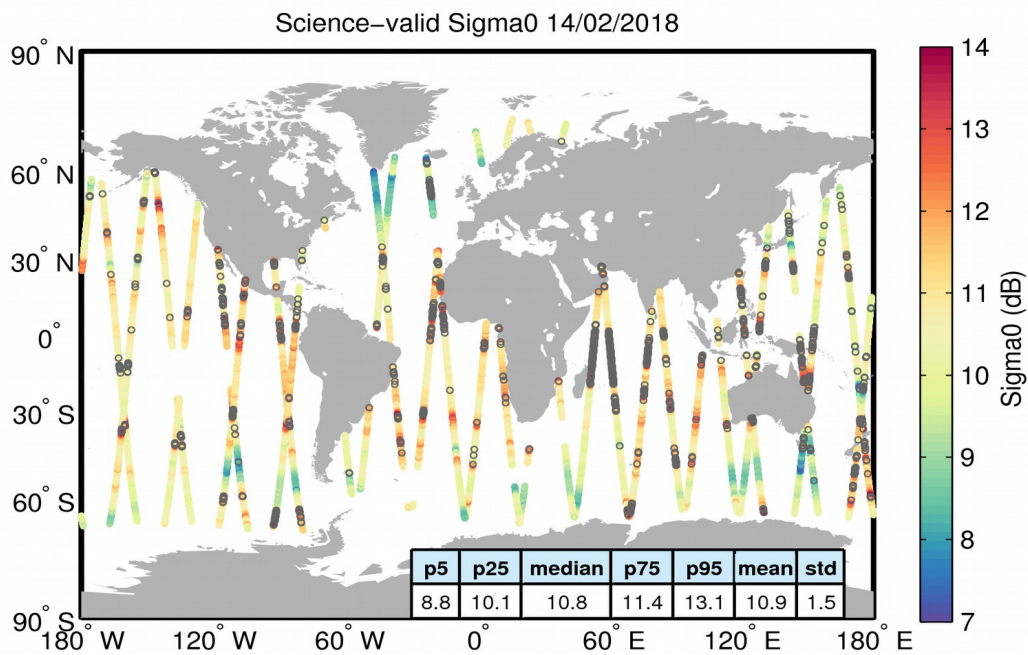 Science−valid Sigma0 14/02/2018
90° N
60° N
30° N
0°
30° S
60° S
90° S
180° W 120° W 60° W 0° 60° E 120° E 180° E
14
13
12
11
10
9
8
7
Sigma0 (dB)
p5 p25 median p75 p95 mean std
8.8 10.1 10.8 11.4 13.1 10.9 1.5